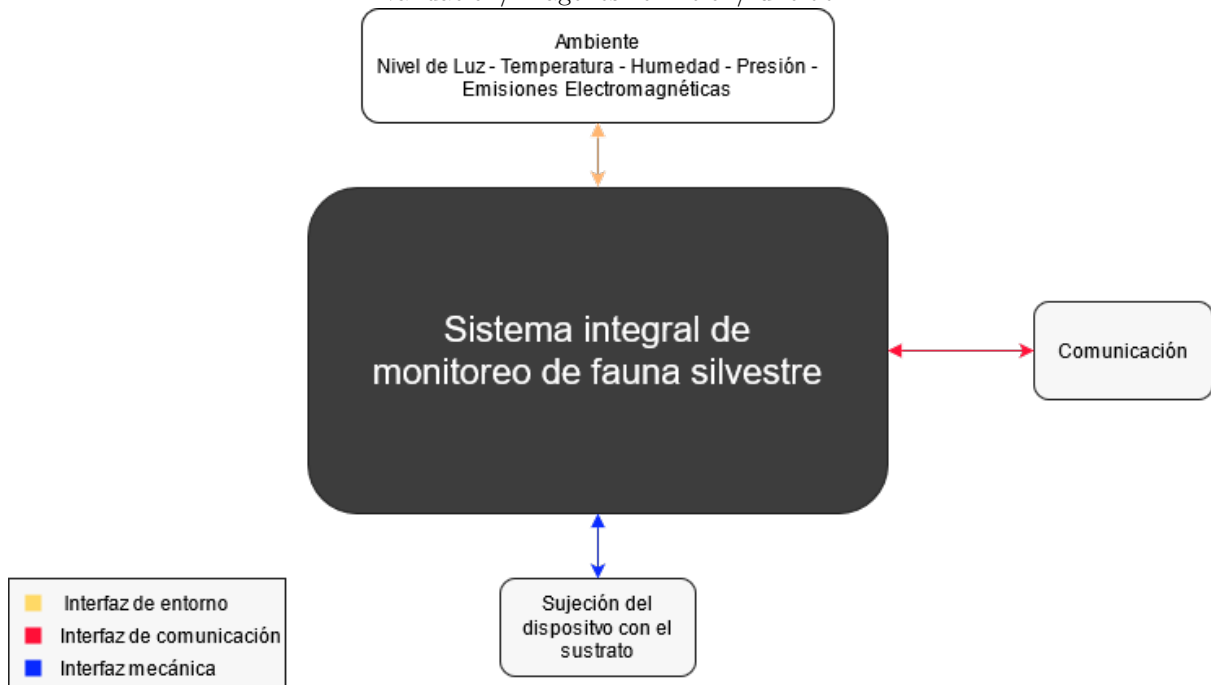 Ambiente
Nivel de Luz - Temperatura - Humedad - Presión -
Emisiones Electromagnéticas
Sistema integral de
monitoreo de fauna silvestre
Comunicación
Sujeción del
dispositvo con el
sustrato
Interfaz de entorno
Interfaz de comunicación
Interfaz mecánica